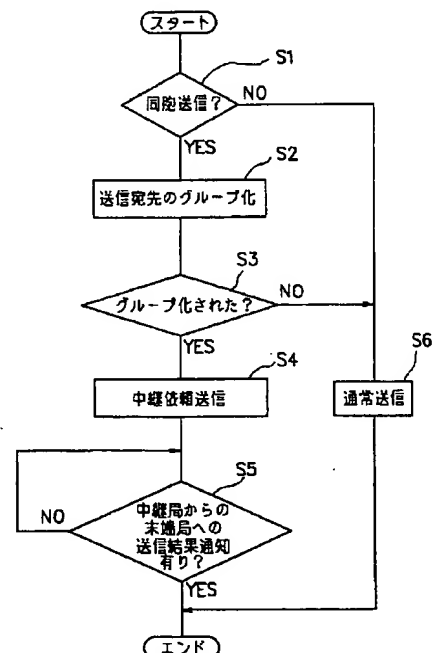 スタート
S1
同胞送信?
NO
YES
S2
送信宛先のグループ化
S3
グループ化された?
NO
YES
S4
中継依頼送信
S6
通常送信
S5
中継局からの
末端局への
送信結果通知
有り?
NO
YES
エンド